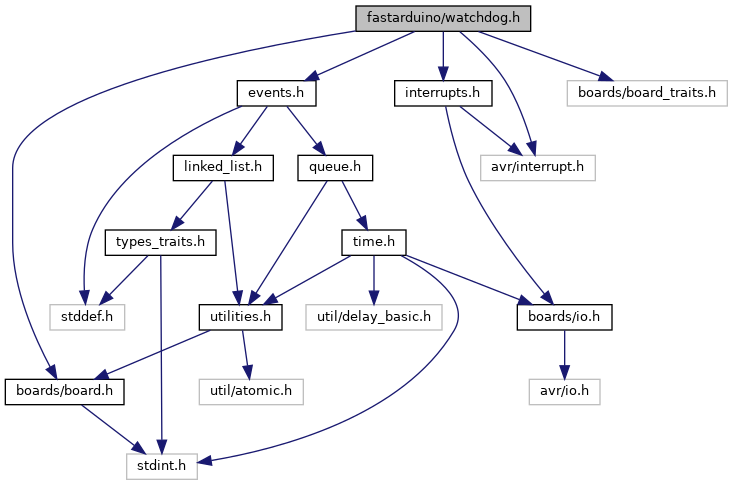 fastarduino/watchdog.h
events.h
interrupts.h
boards/board_traits.h
linked_list.h
queue.h
avr/interrupt.h
types_traits.h
time.h
stddef.h
utilities.h
util/delay_basic.h
boards/io.h
boards/board.h
util/atomic.h
avr/io.h
stdint.h